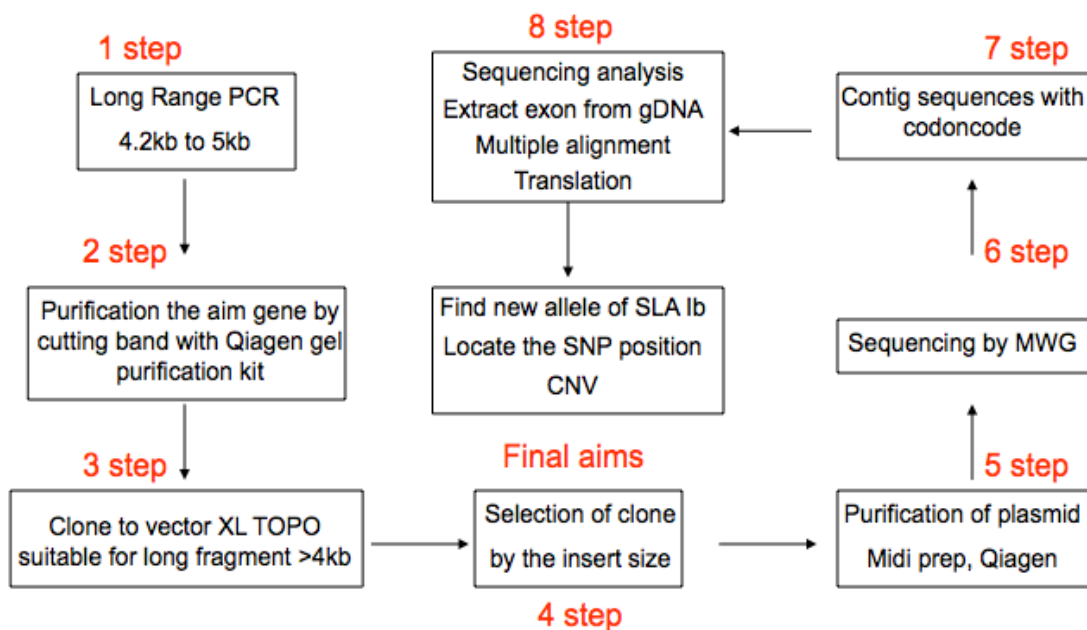 1 step
Long Range PCR
4.2kb to 5kb
2 step
Purification the aim gene by
cutting band with Qiagen gel
purification kit
3 step
Clone to vector XL TOPO
suitable for long fragment >4kb
Selection of clone
by the insert size
4 step
5 step
Purification of plasmid
Midi prep, Qiagen
6 step
Sequencing by MWG
7 step
Contig sequences with
codoncode
8 step
Sequencing analysis
Extract exon from gDNA
Multiple alignment
Translation
Find new allele of SLA Ib
Locate the SNP position
CNV
Final aims